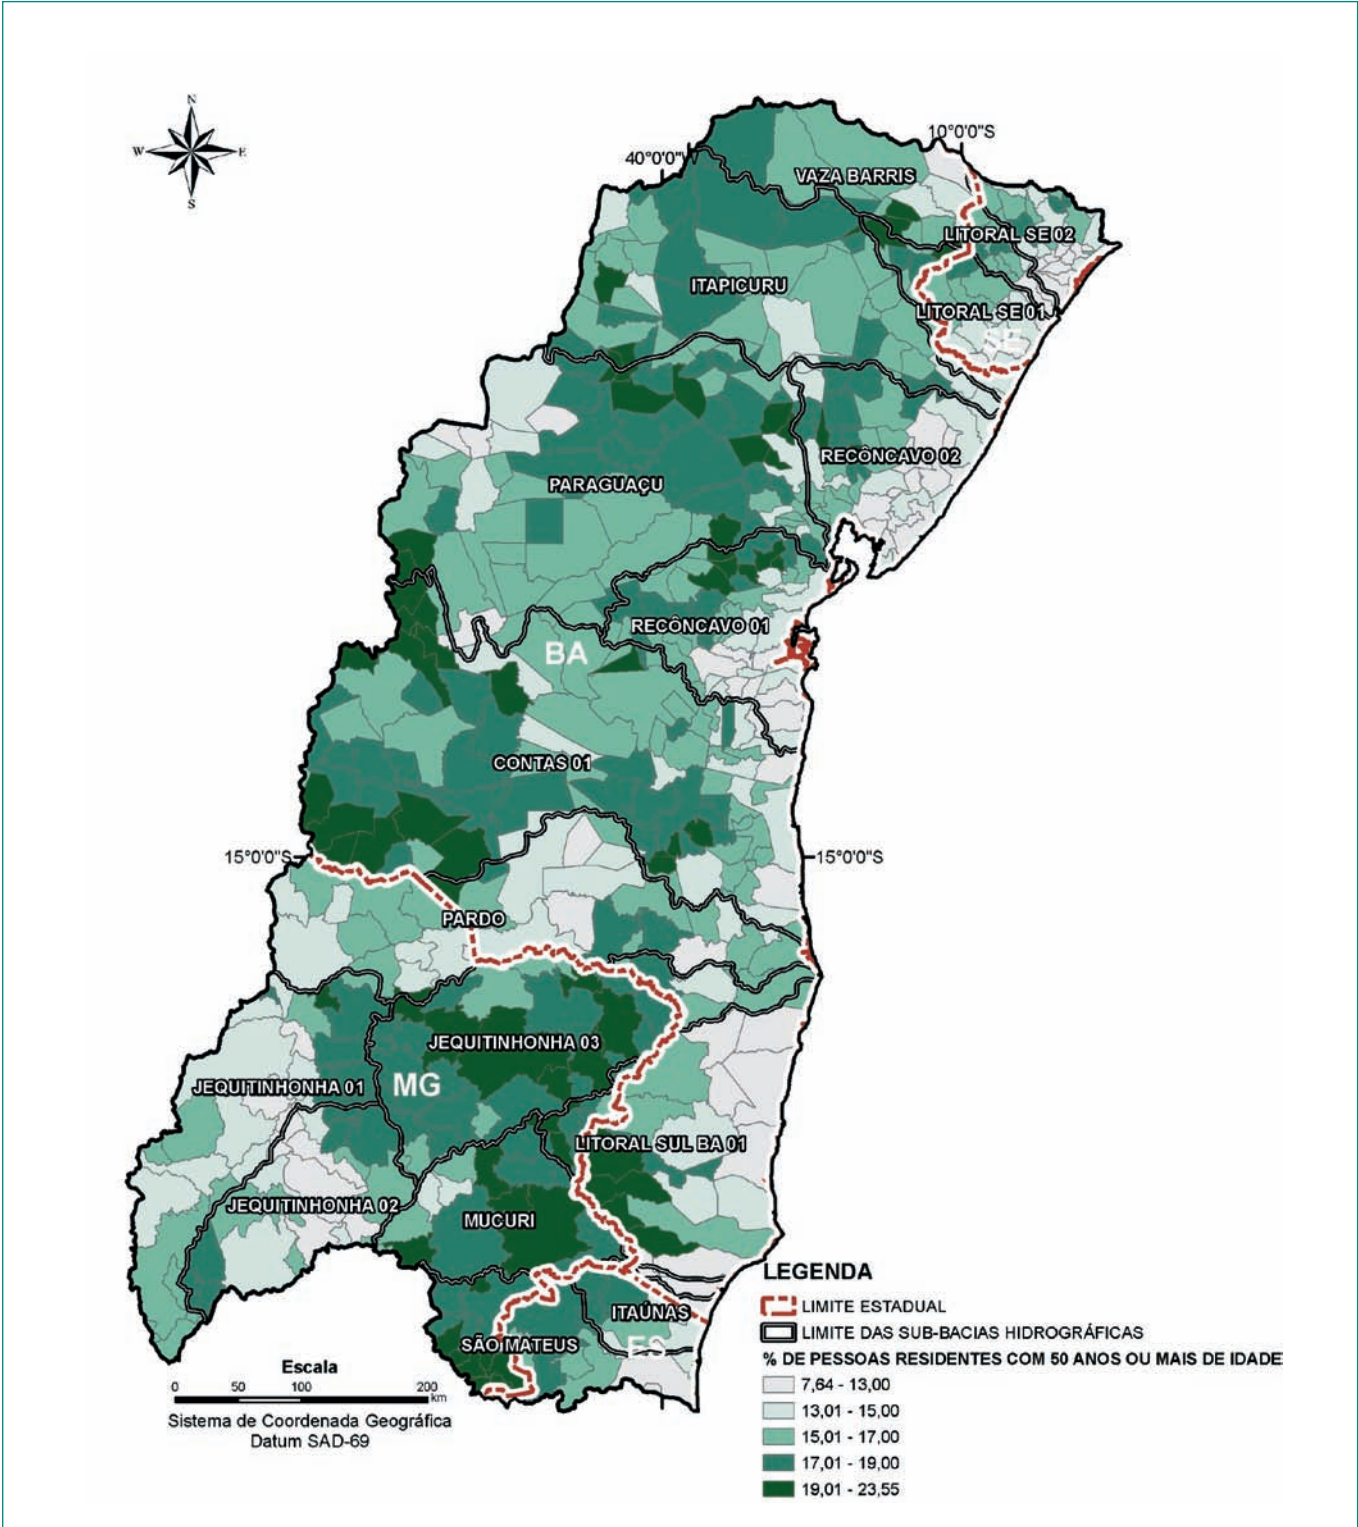 N
W E
S
10°0'0"S
40°0'0"W
VAZA BARRIS
LITORAL SE 02
ITAPICURU
LITORAL SE 01
SE
RECÔNCAVO 02
PARAGUAÇU
RECÔNCAVO 01
BA
CONTAS 01
15°0'0"S
15°0'0"S
PARDO
JEQUITINHONHA 03
JEQUITINHONHA 01
MG
LITORAL SUL BA 01
JEQUITINHONHA 02
MUCURI
ITAÚNAS
SÃO MATEUS
ES
LEGENDA
LIMITE ESTADUAL
LIMITE DAS SUB-BACIAS HIDROGRÁFICAS
% DE PESSOAS RESIDENTES COM 50 ANOS OU MAIS DE IDADE
7,64 - 13,00
13,01 - 15,00
15,01 - 17,00
17,01 - 19,00
19,01 - 23,55
Escala
0 50 100 200
km
Sistema de Coordenada Geográfica
Datum SAD-69